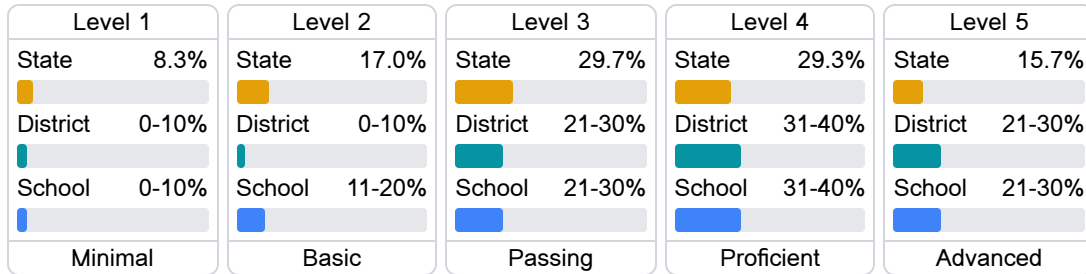 Level 1
State 8.3%
District 0-10%
School 0-10%
Minimal
Level 2
State 17.0%
District 0-10%
School 11-20%
Basic
Level 3
State 29.7%
District 21-30%
School 21-30%
Passing
Level 4
State 29.3%
District 31-40%
School 31-40%
Proficient
Level 5
State 15.7%
District 21-30%
School 21-30%
Advanced